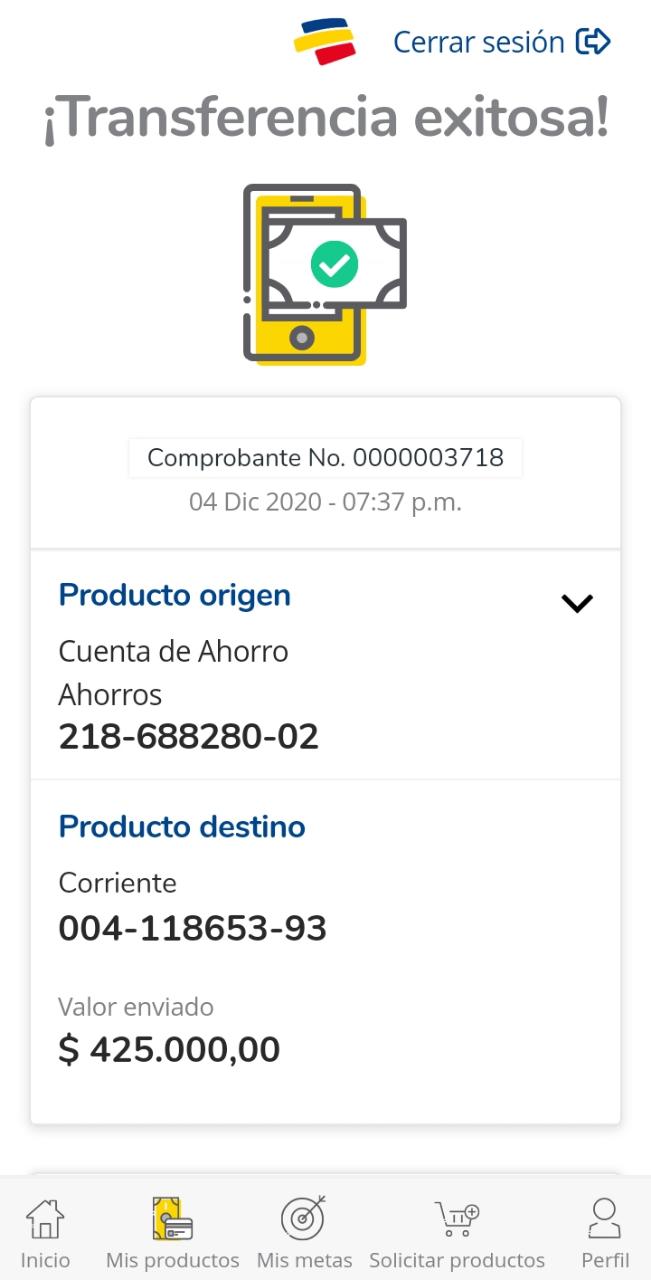 Cerrar sesión
¡Transferencia exitosa!
Comprobante No. 0000003718
04 Dic 2020 - 07:37 p.m.
Producto origen
Cuenta de Ahorro
Ahorros
218-688280-02
Producto destino
Corriente
004-118653-93
Valor enviado
$ 425.000,00
Inicio
Mis productos
Mis metas
Solicitar productos
Perfil